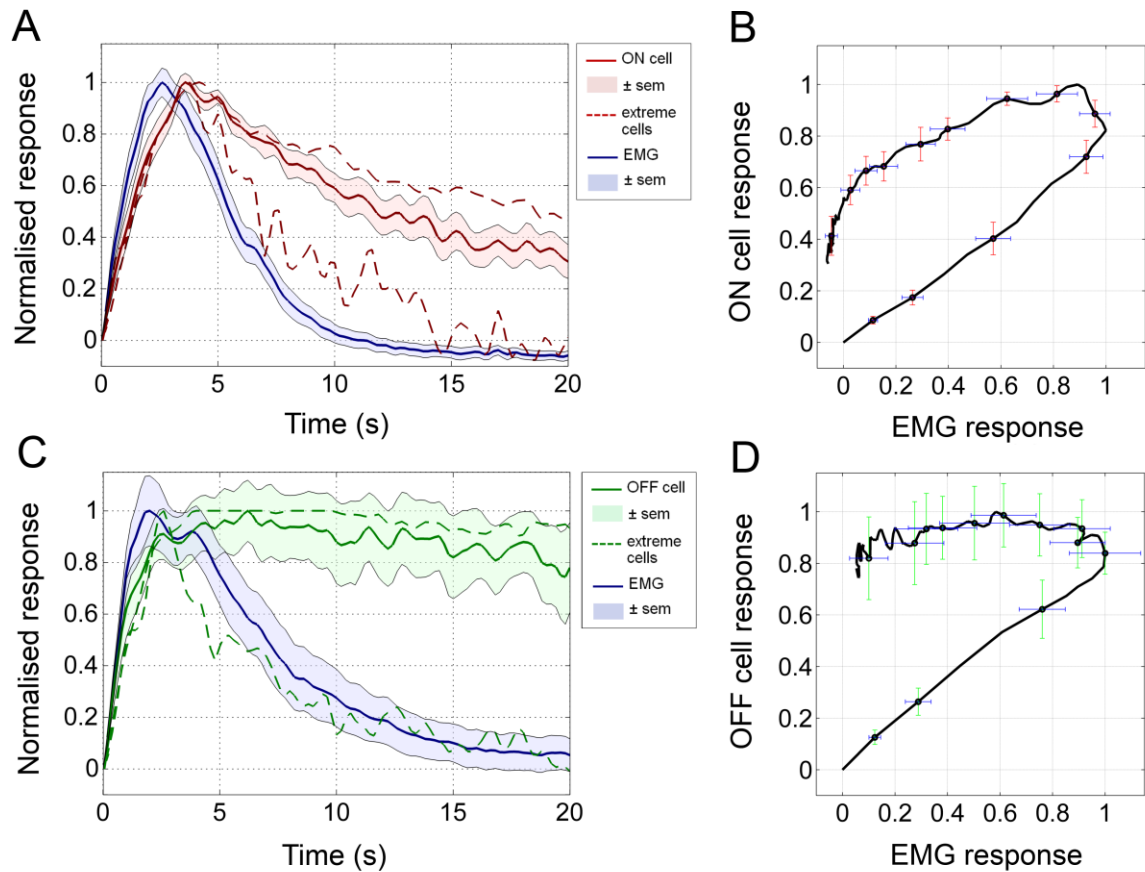 A
Normalised response
1
0.8
0.6
0.4
0.2
0
0
5
10
15
20
Time (s)
ON cell
± sem
extreme
cells
EMG
± sem
B
ON cell response
1
0.8
0.6
0.4
0.2
0
0
0.2
0.4
0.6
0.8
1
EMG response
C
Normalised response
1
0.8
0.6
0.4
0.2
0
0
5
10
15
20
Time (s)
OFF cell
± sem
extreme
cells
EMG
± sem
D
OFF cell response
1
0.8
0.6
0.4
0.2
0
0
0.2
0.4
0.6
0.8
1
EMG response